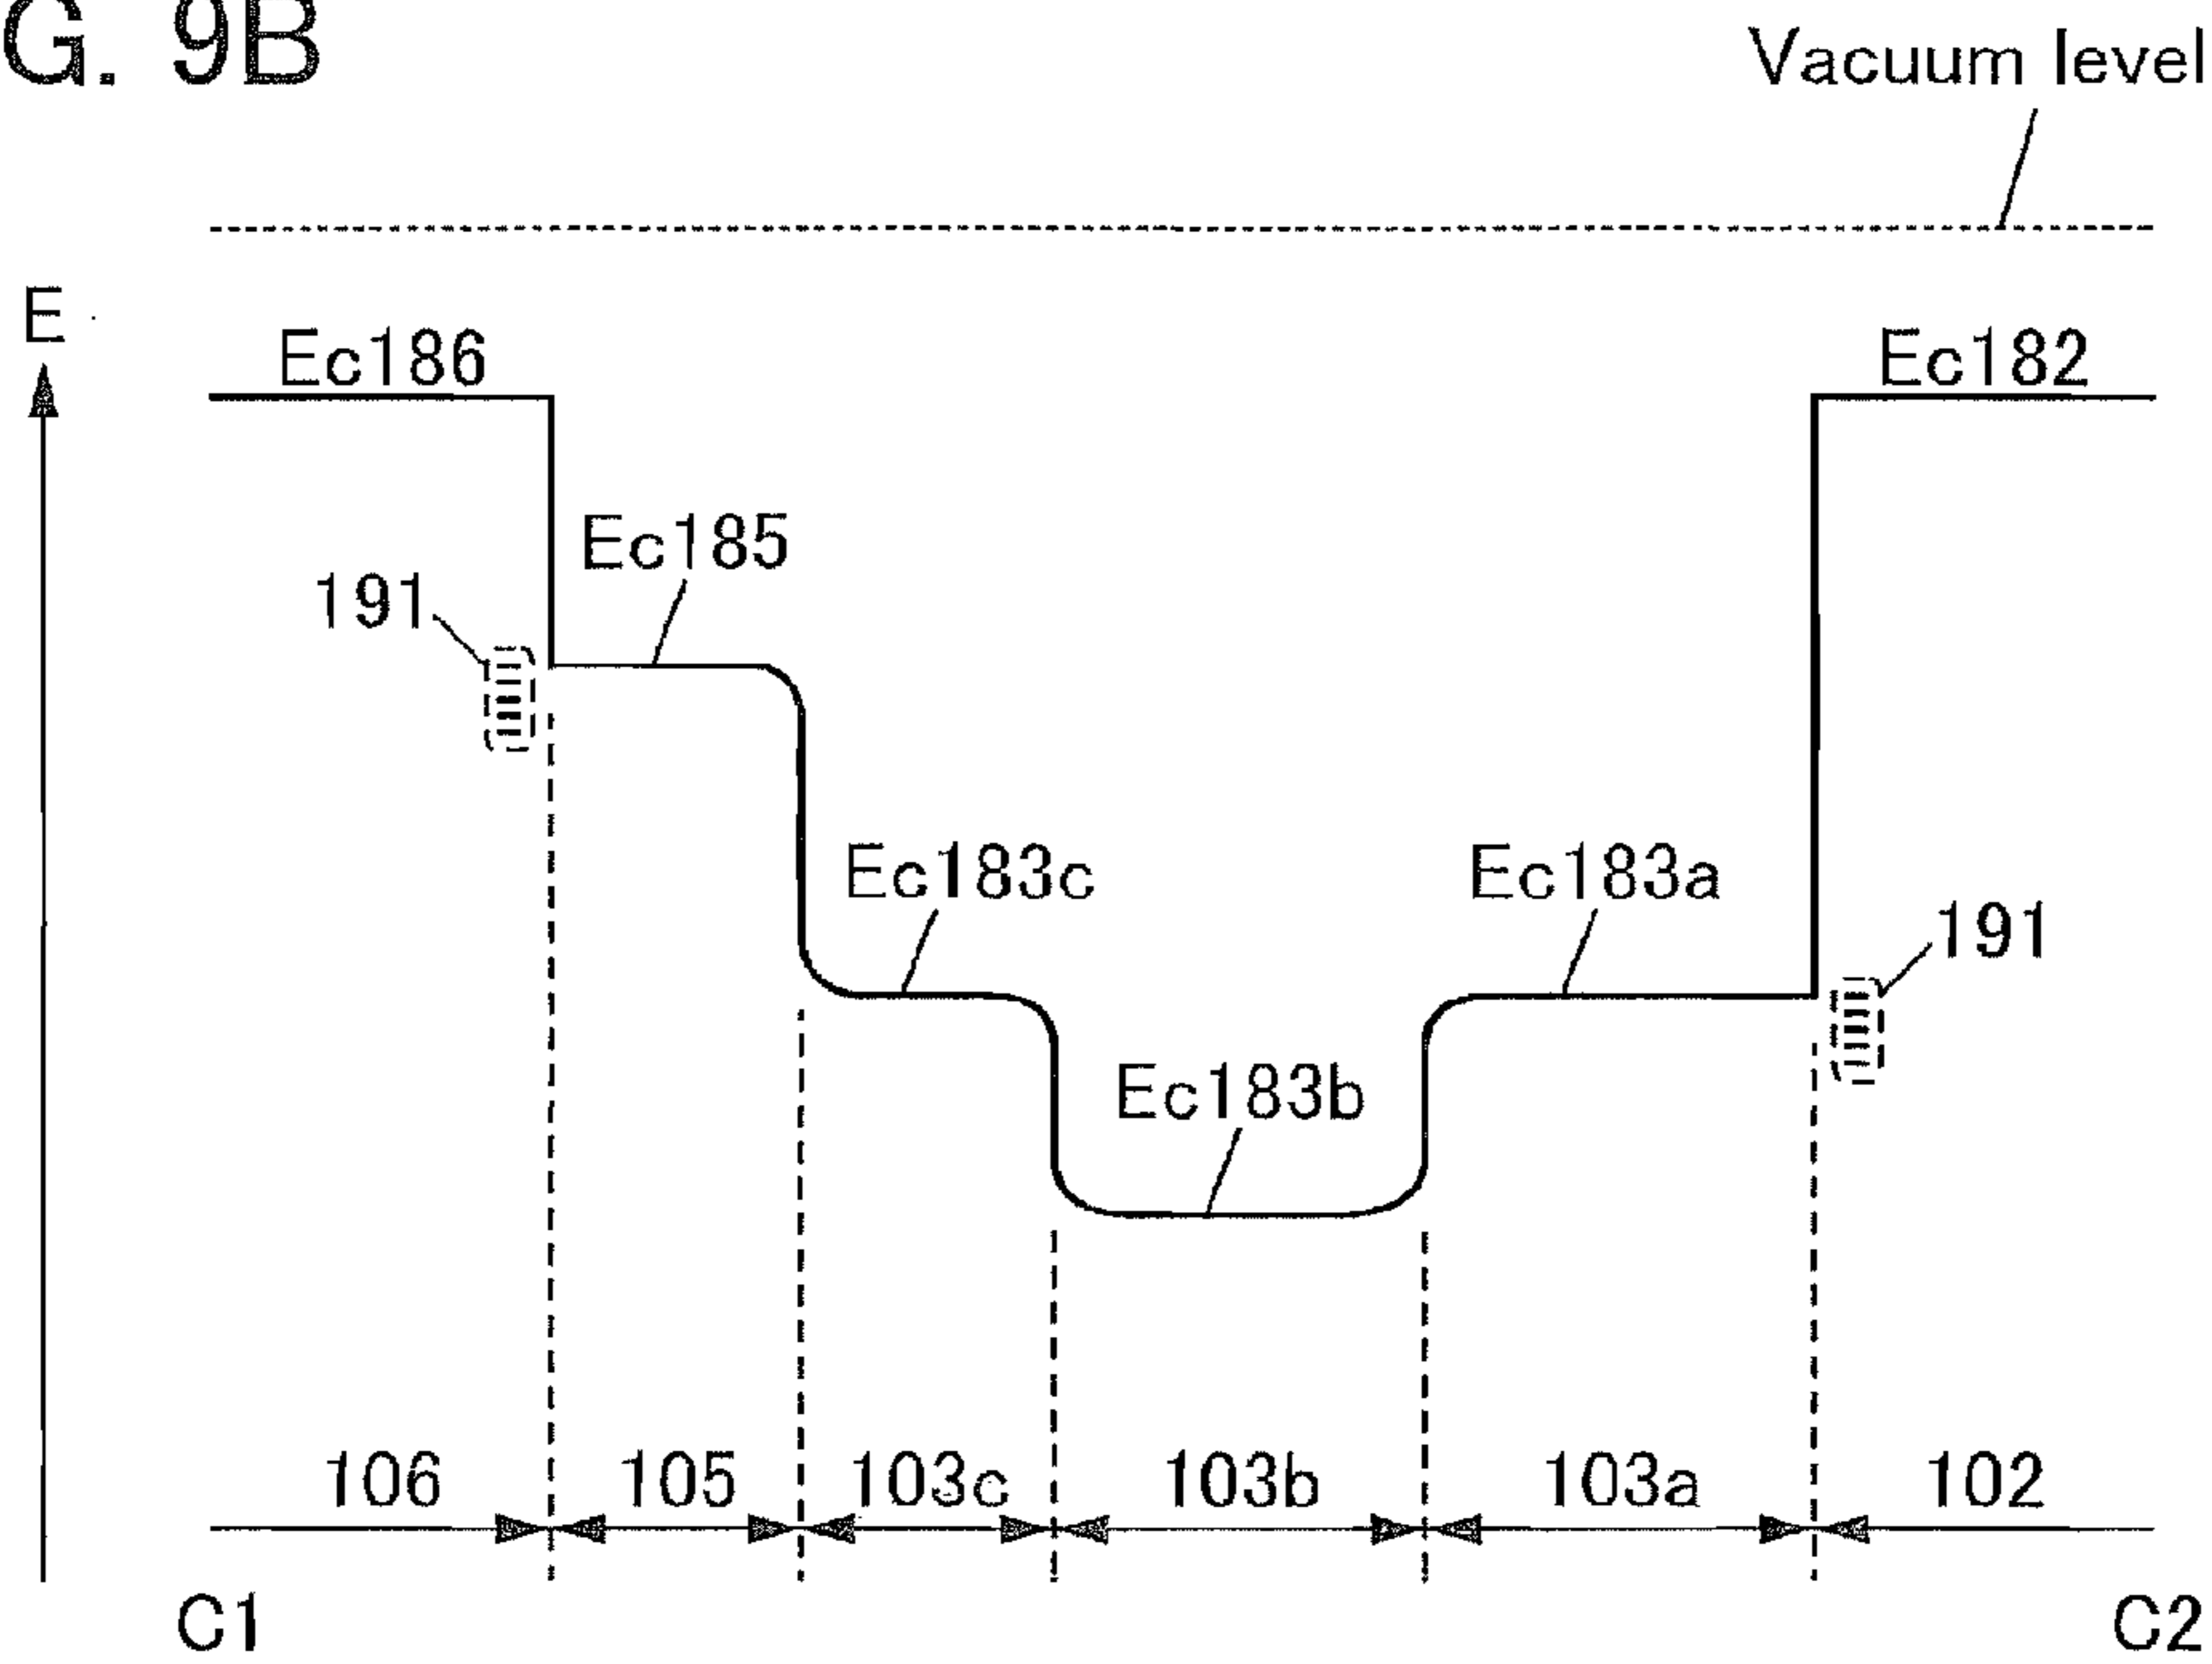 G. 9B
Vacuum level
E
Ec186
Ec182
Ec185
191
Ec183c
Ec183a
191
Ec183b
106
105
103c
103b
103a
102
C1
C2